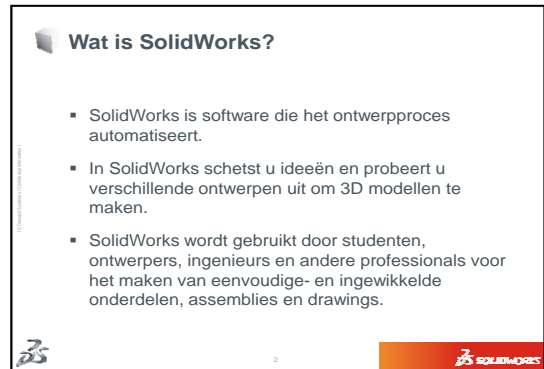 Wat is SolidWorks?
▪ SolidWorks is software die het ontwerpproces
automatiseert.
▪ In SolidWorks schetst u ideeën en probeert u
verschillende ontwerpen uit om 3D modellen te
maken.
▪ SolidWorks wordt gebruikt door studenten,
ontwerpers, ingenieurs en andere professionals voor
het maken van eenvoudige- en ingewikkelde
onderdelen, assemblies en drawings.
2
SOLIDWORKS